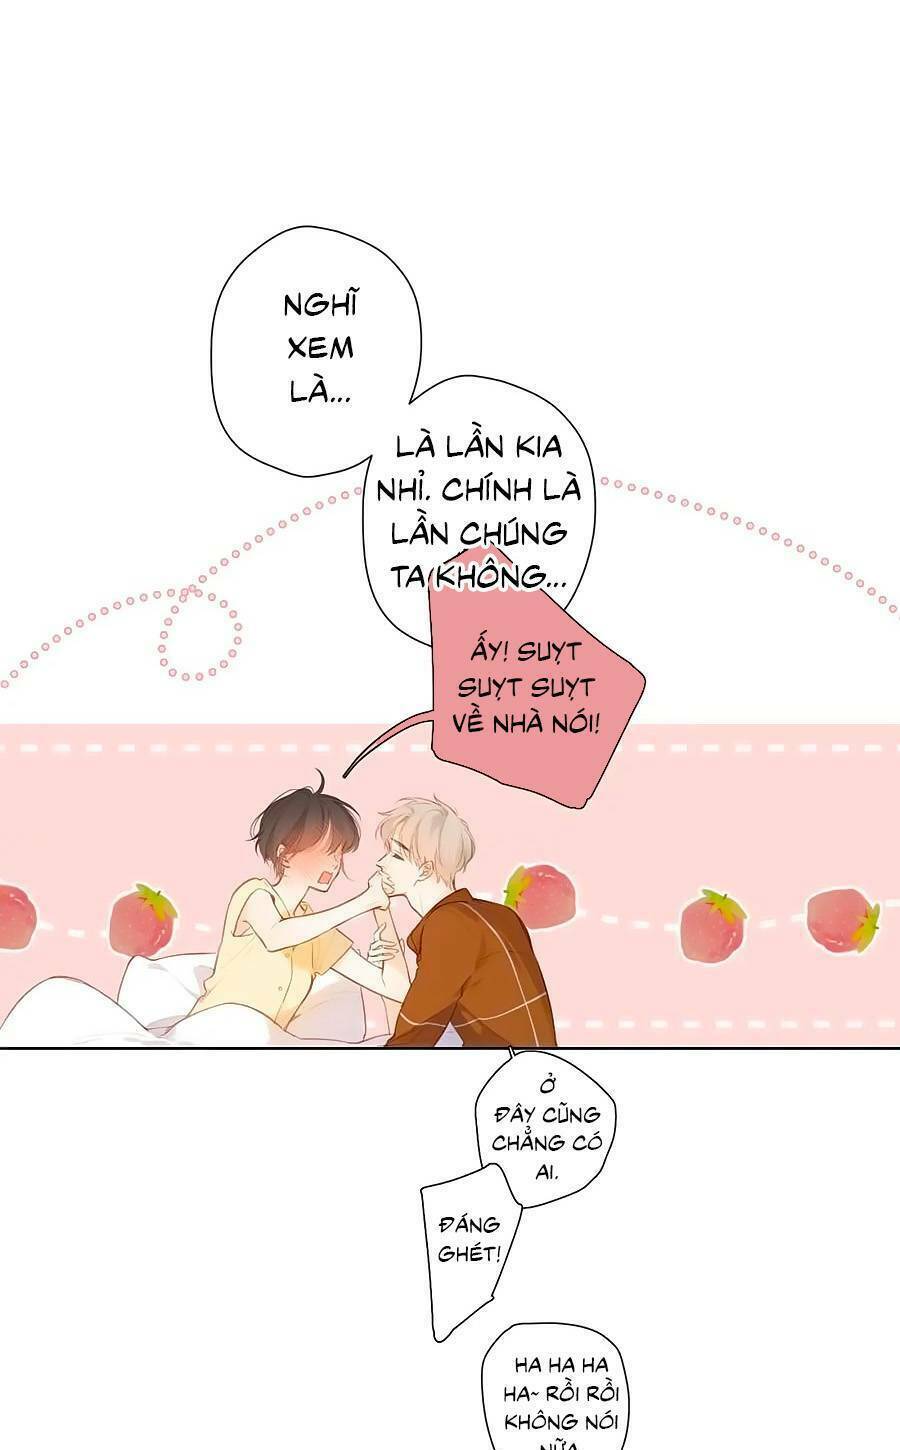 NGHĨ
XEM
LÀ...
LÀ LẦN KIA
NHỈ. CHÍNH LÀ
LẦN CHÚNG
TA KHÔNG...
ẤY! SUỴT
SUỴT SUỴT
VỀ NHÀ NÓI!
Ở
ĐÂY CŨNG
CHẲNG CÓ
AI.
ĐÁNG
GHÉT!
HA HA HA
HA~ RỒI RỒI
KHÔNG NÓI
NỮA